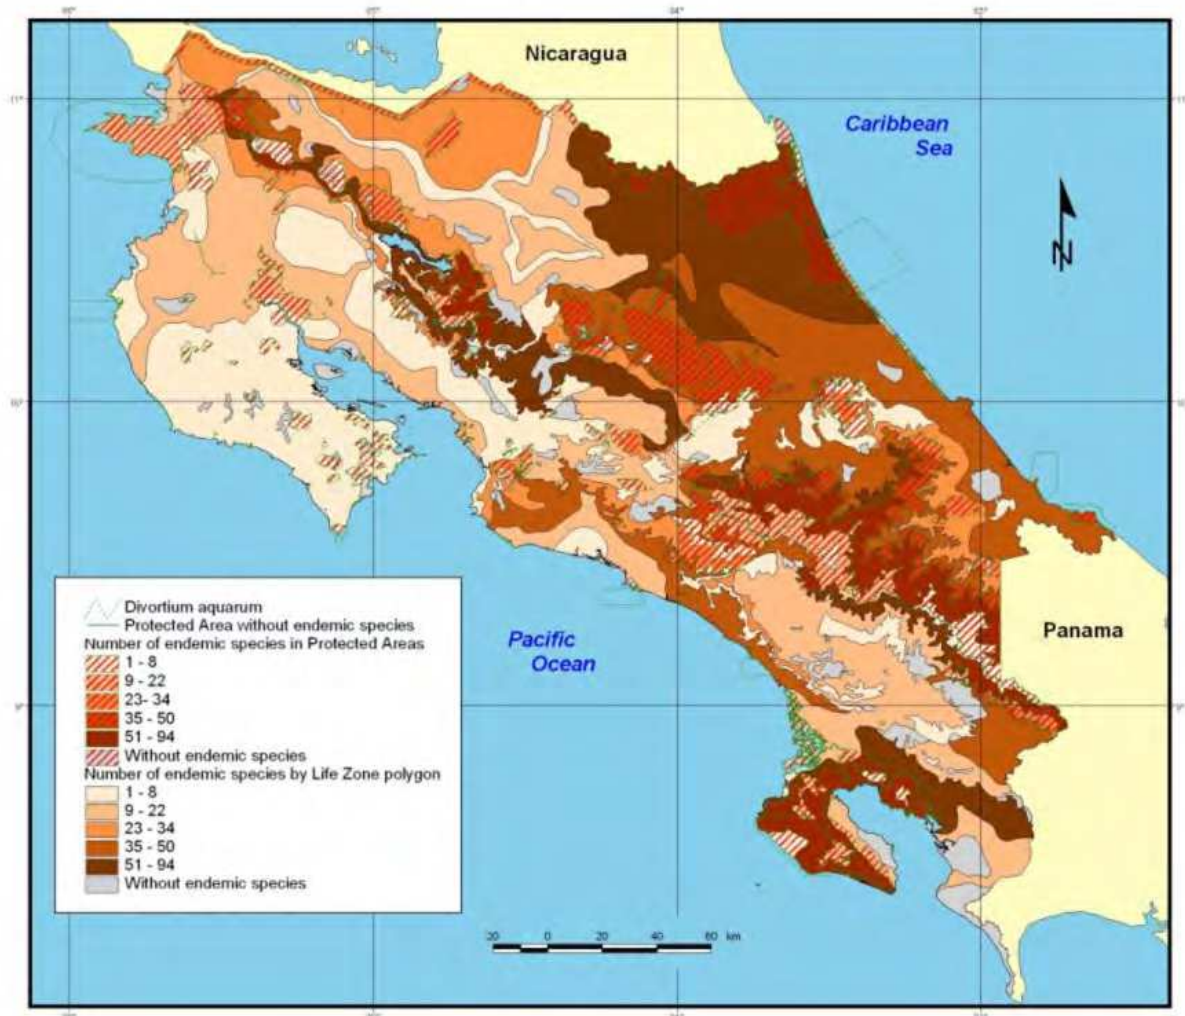 Nicaragua
Caribbean
Sea
N
Pacific
Ocean
Panama
Divortium aquarum
Protected Area without endemic species
Number of endemic species in Protected Areas
1 - 8
9 - 22
23- 34
35 - 50
51 - 94
Without endemic species
Number of endemic species by Life Zone polygon
1 - 8
9 - 22
23 - 34
35 - 50
51 - 94
Without endemic species
20 0 20 40 60 km